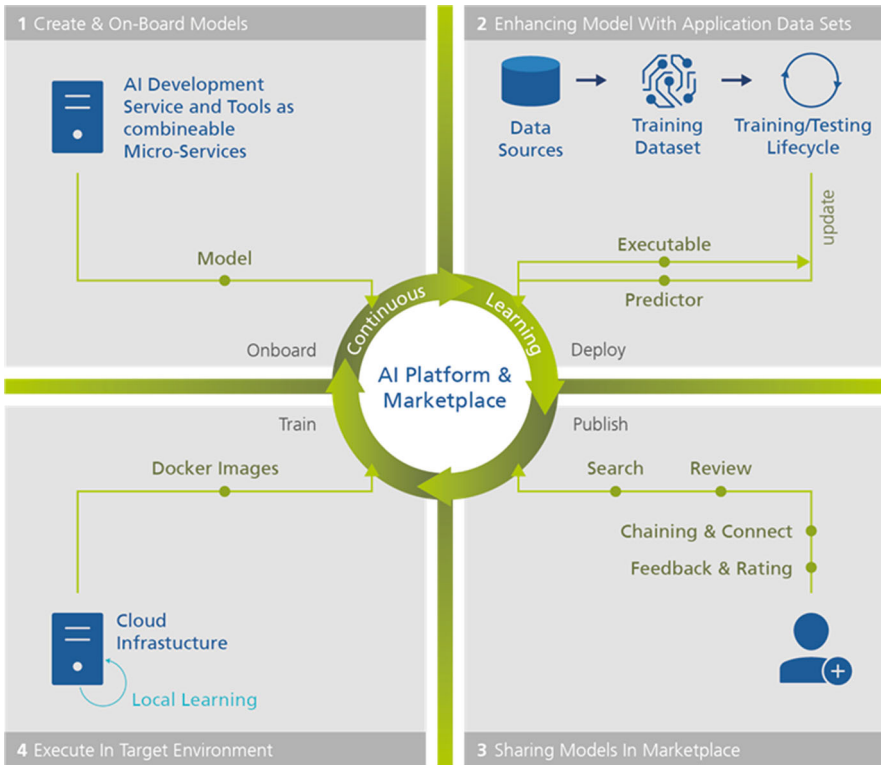 1 Create & On-Board Models
AI Development
Service and Tools as
combineable
Micro-Services
Model
Onboard
2 Enhancing Model With Application Data Sets
Data
Sources
Training
Dataset
Training/Testing
Lifecycle
update
Executable
Predictor
Deploy
Continuous Learning
AI Platform &
Marketplace
Train
Docker Images
Cloud
Infrastucture
Local Learning
4 Execute In Target Environment
Publish
Search
Review
Chaining & Connect
Feedback & Rating
3 Sharing Models In Marketplace